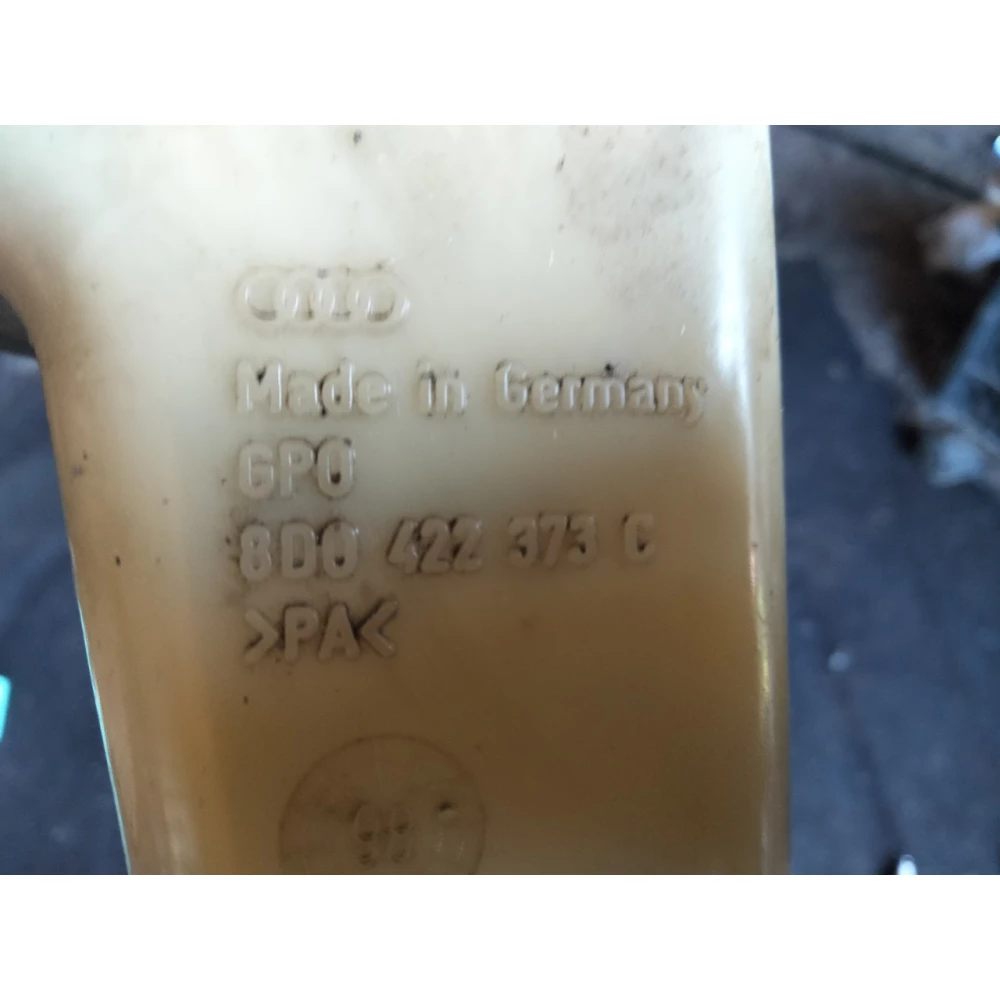 Made in Germany
GPO
8D0 422 373 C
>PA<